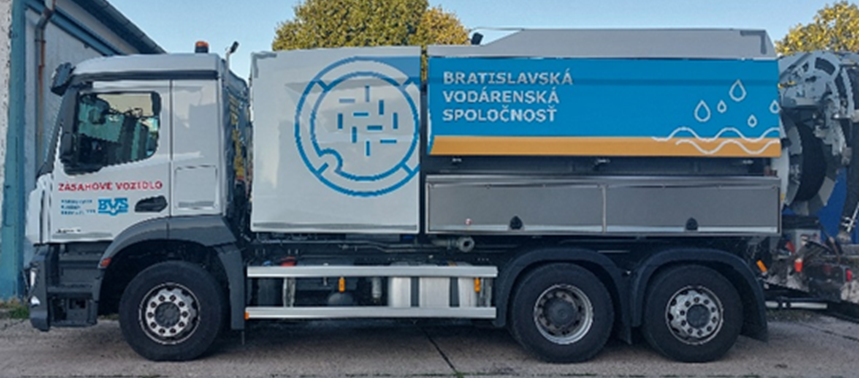 BRATISLAVSKÁ
VODÁRENSKÁ
SPOLOČNOSŤ
ZÁSAHOVÉ VOZIDLO
BVS